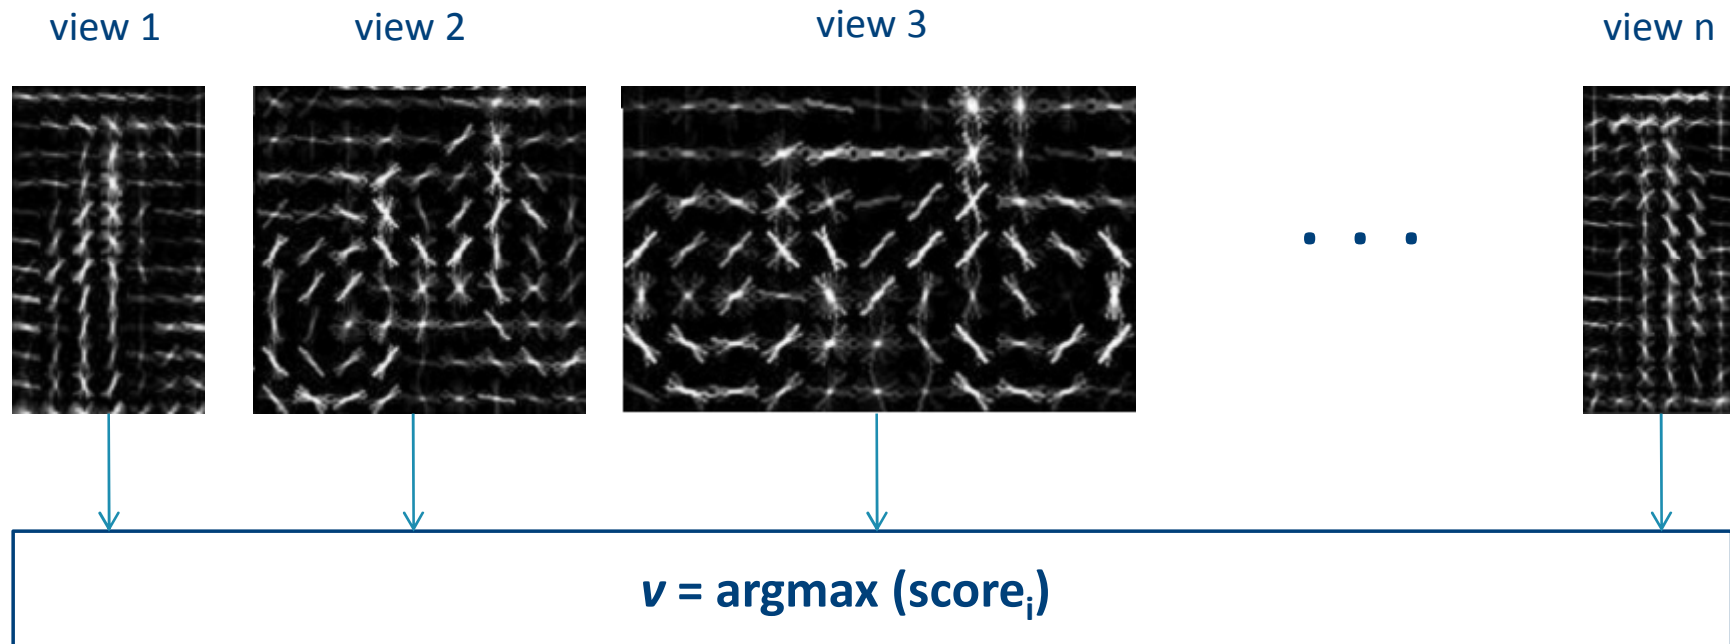 view 1
view 2
view 3
view n
. . .
v = argmax (scoreᵢ)